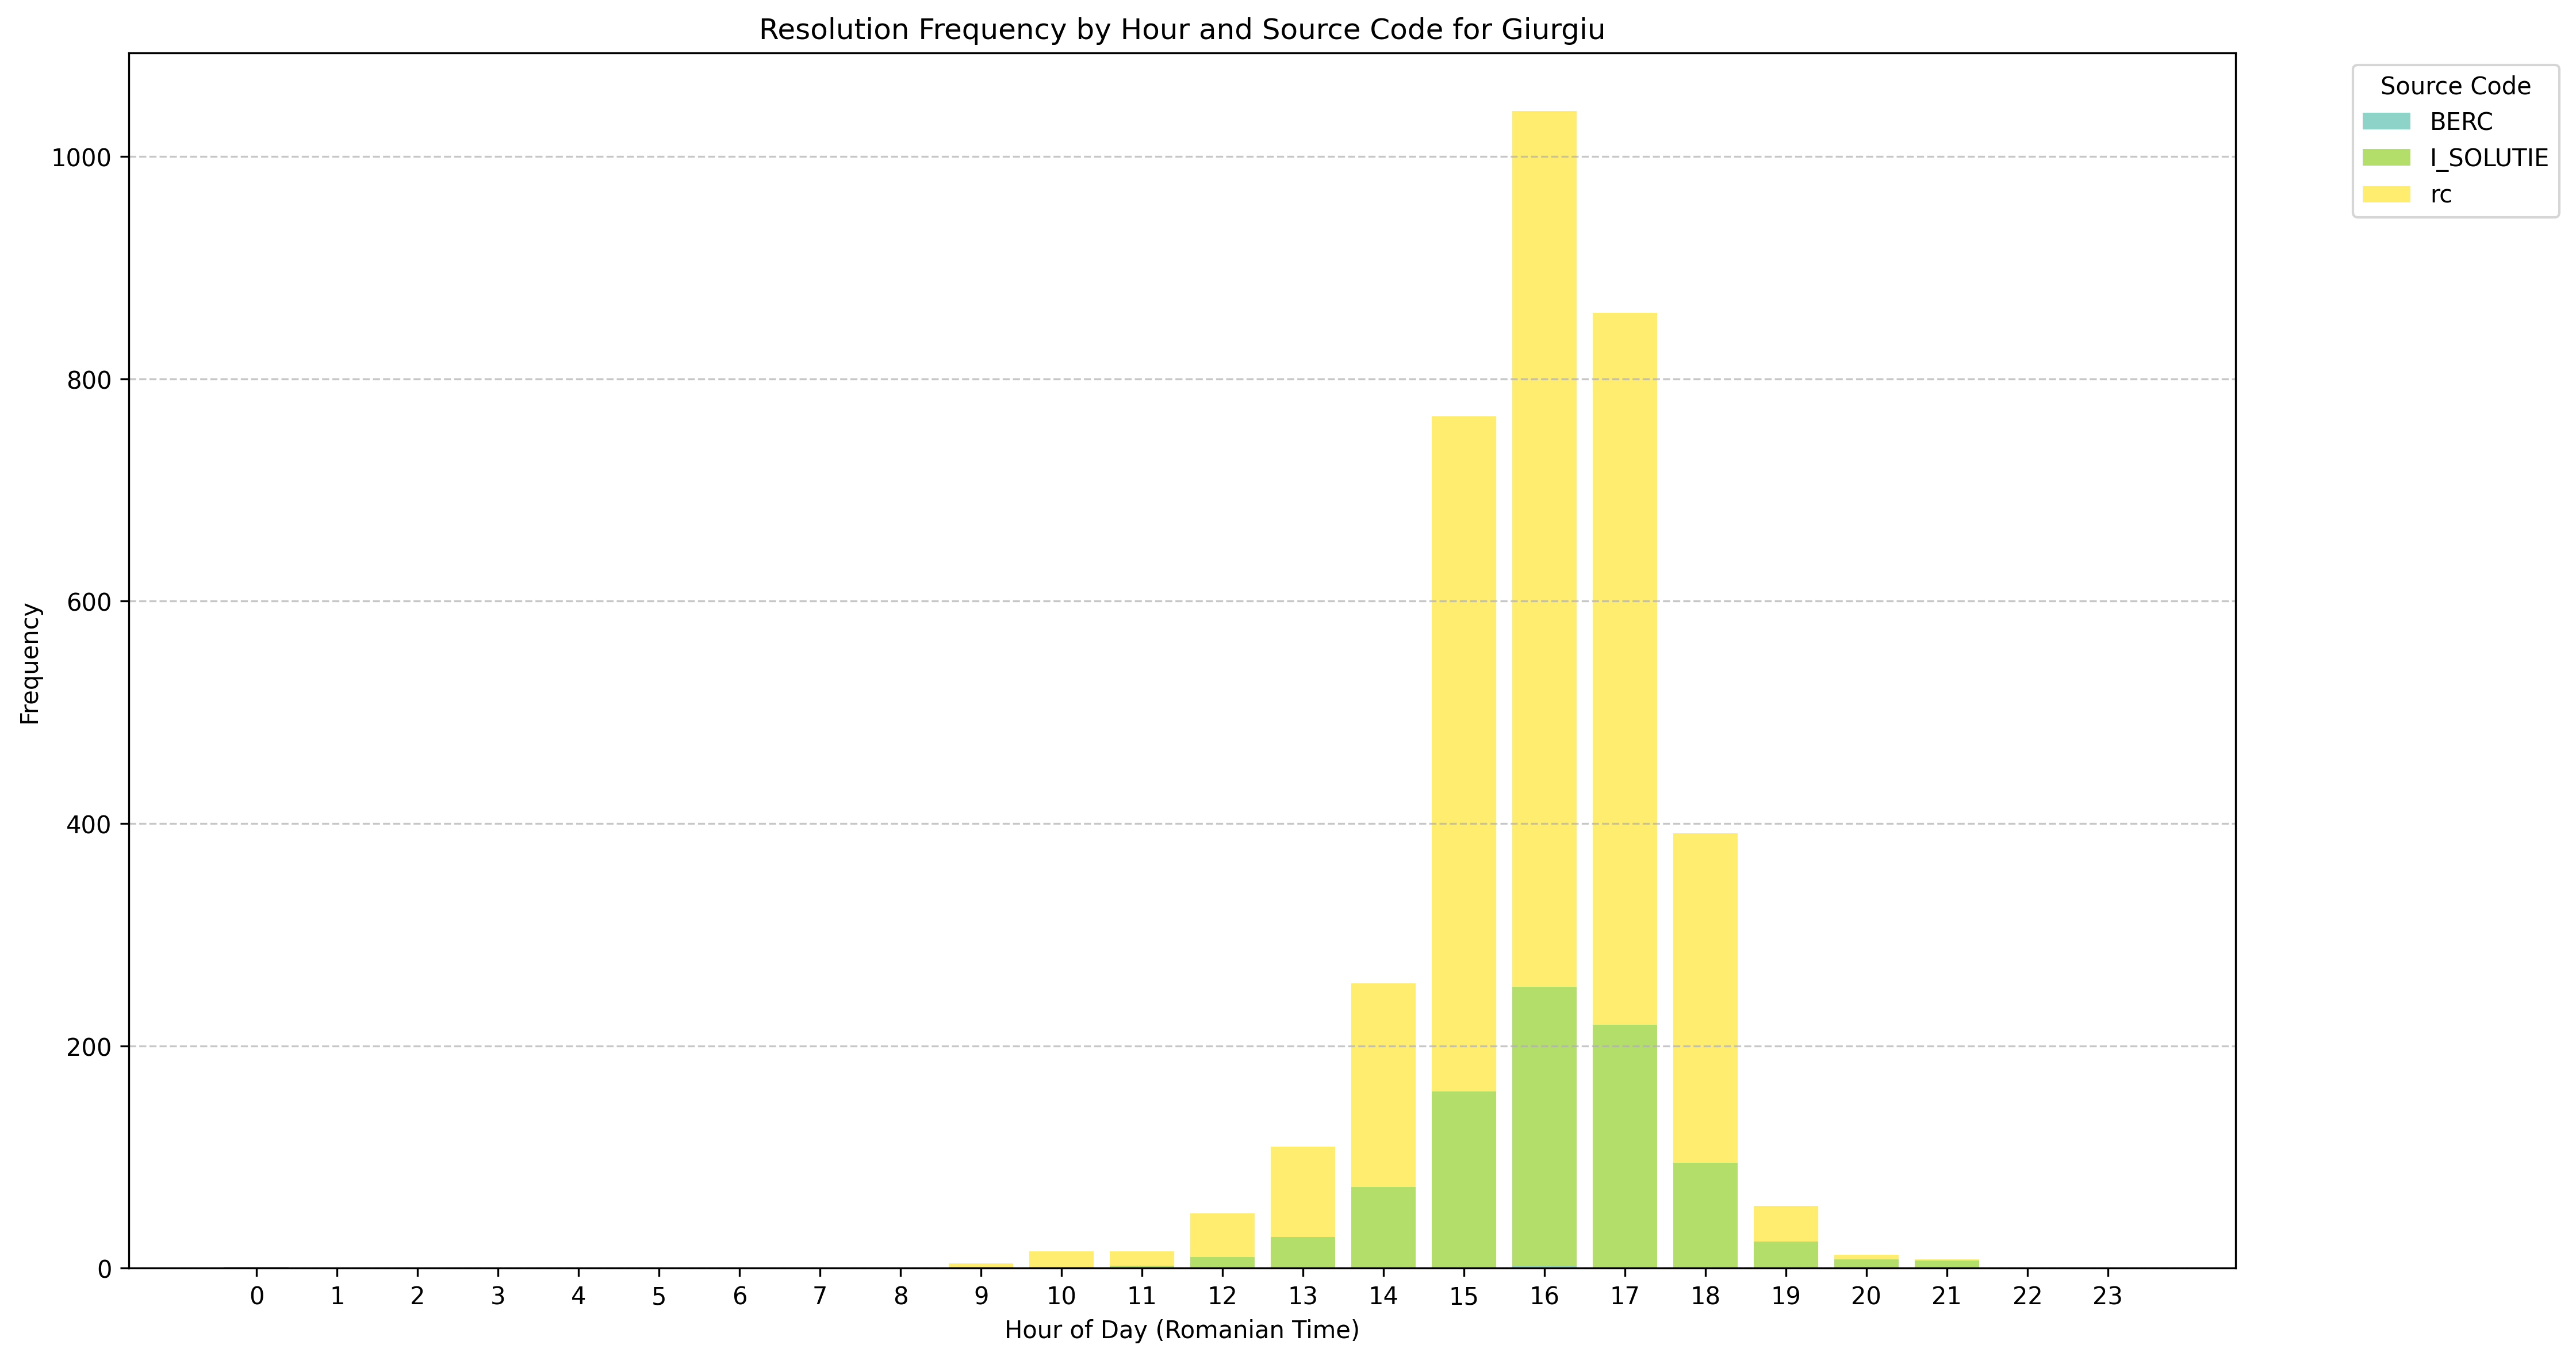 Resolution Frequency by Hour and Source Code for Giurgiu
Source Code
BERC
I_SOLUTIE
rc
Frequency
1000
800
600
400
200
0
0 1 2 3 4 5 6 7 8 9 10 11 12 13 14 15 16 17 18 19 20 21 22 23
Hour of Day (Romanian Time)